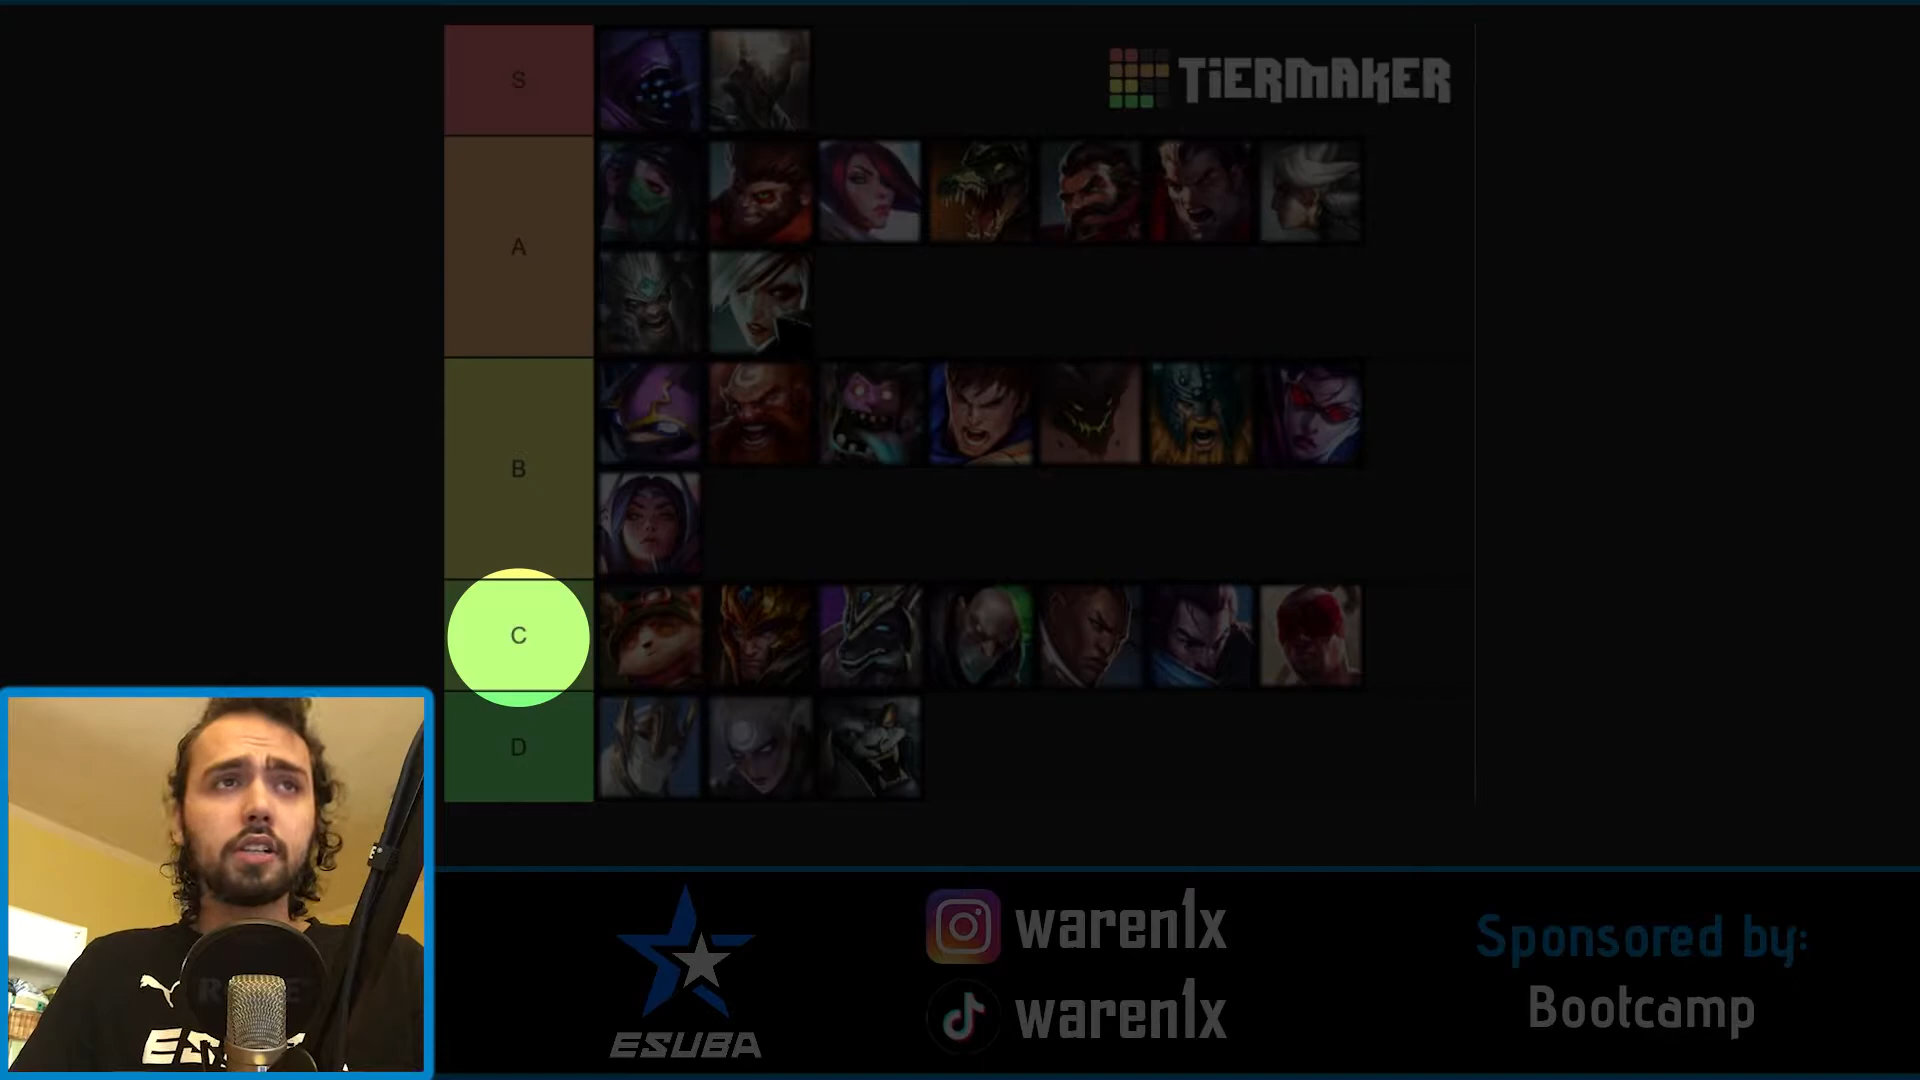 S
TiERMAKER
A
B
C
D
ESUBA
waren1x
waren1x
Sponsored by:
Bootcamp